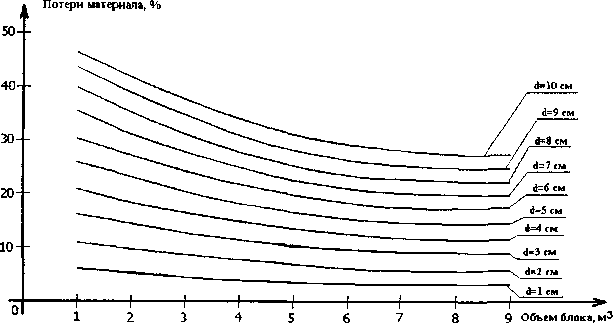 Потери материала, %
50
40
30
20
10
0
d=10 см
d=9 см
d=8 см
d=7 см
d=6 см
d=5 см
d=4 см
d=3 см
d=2 см
d=1 см
1 2 3 4 5 6 7 8 9 Объем блока, м³